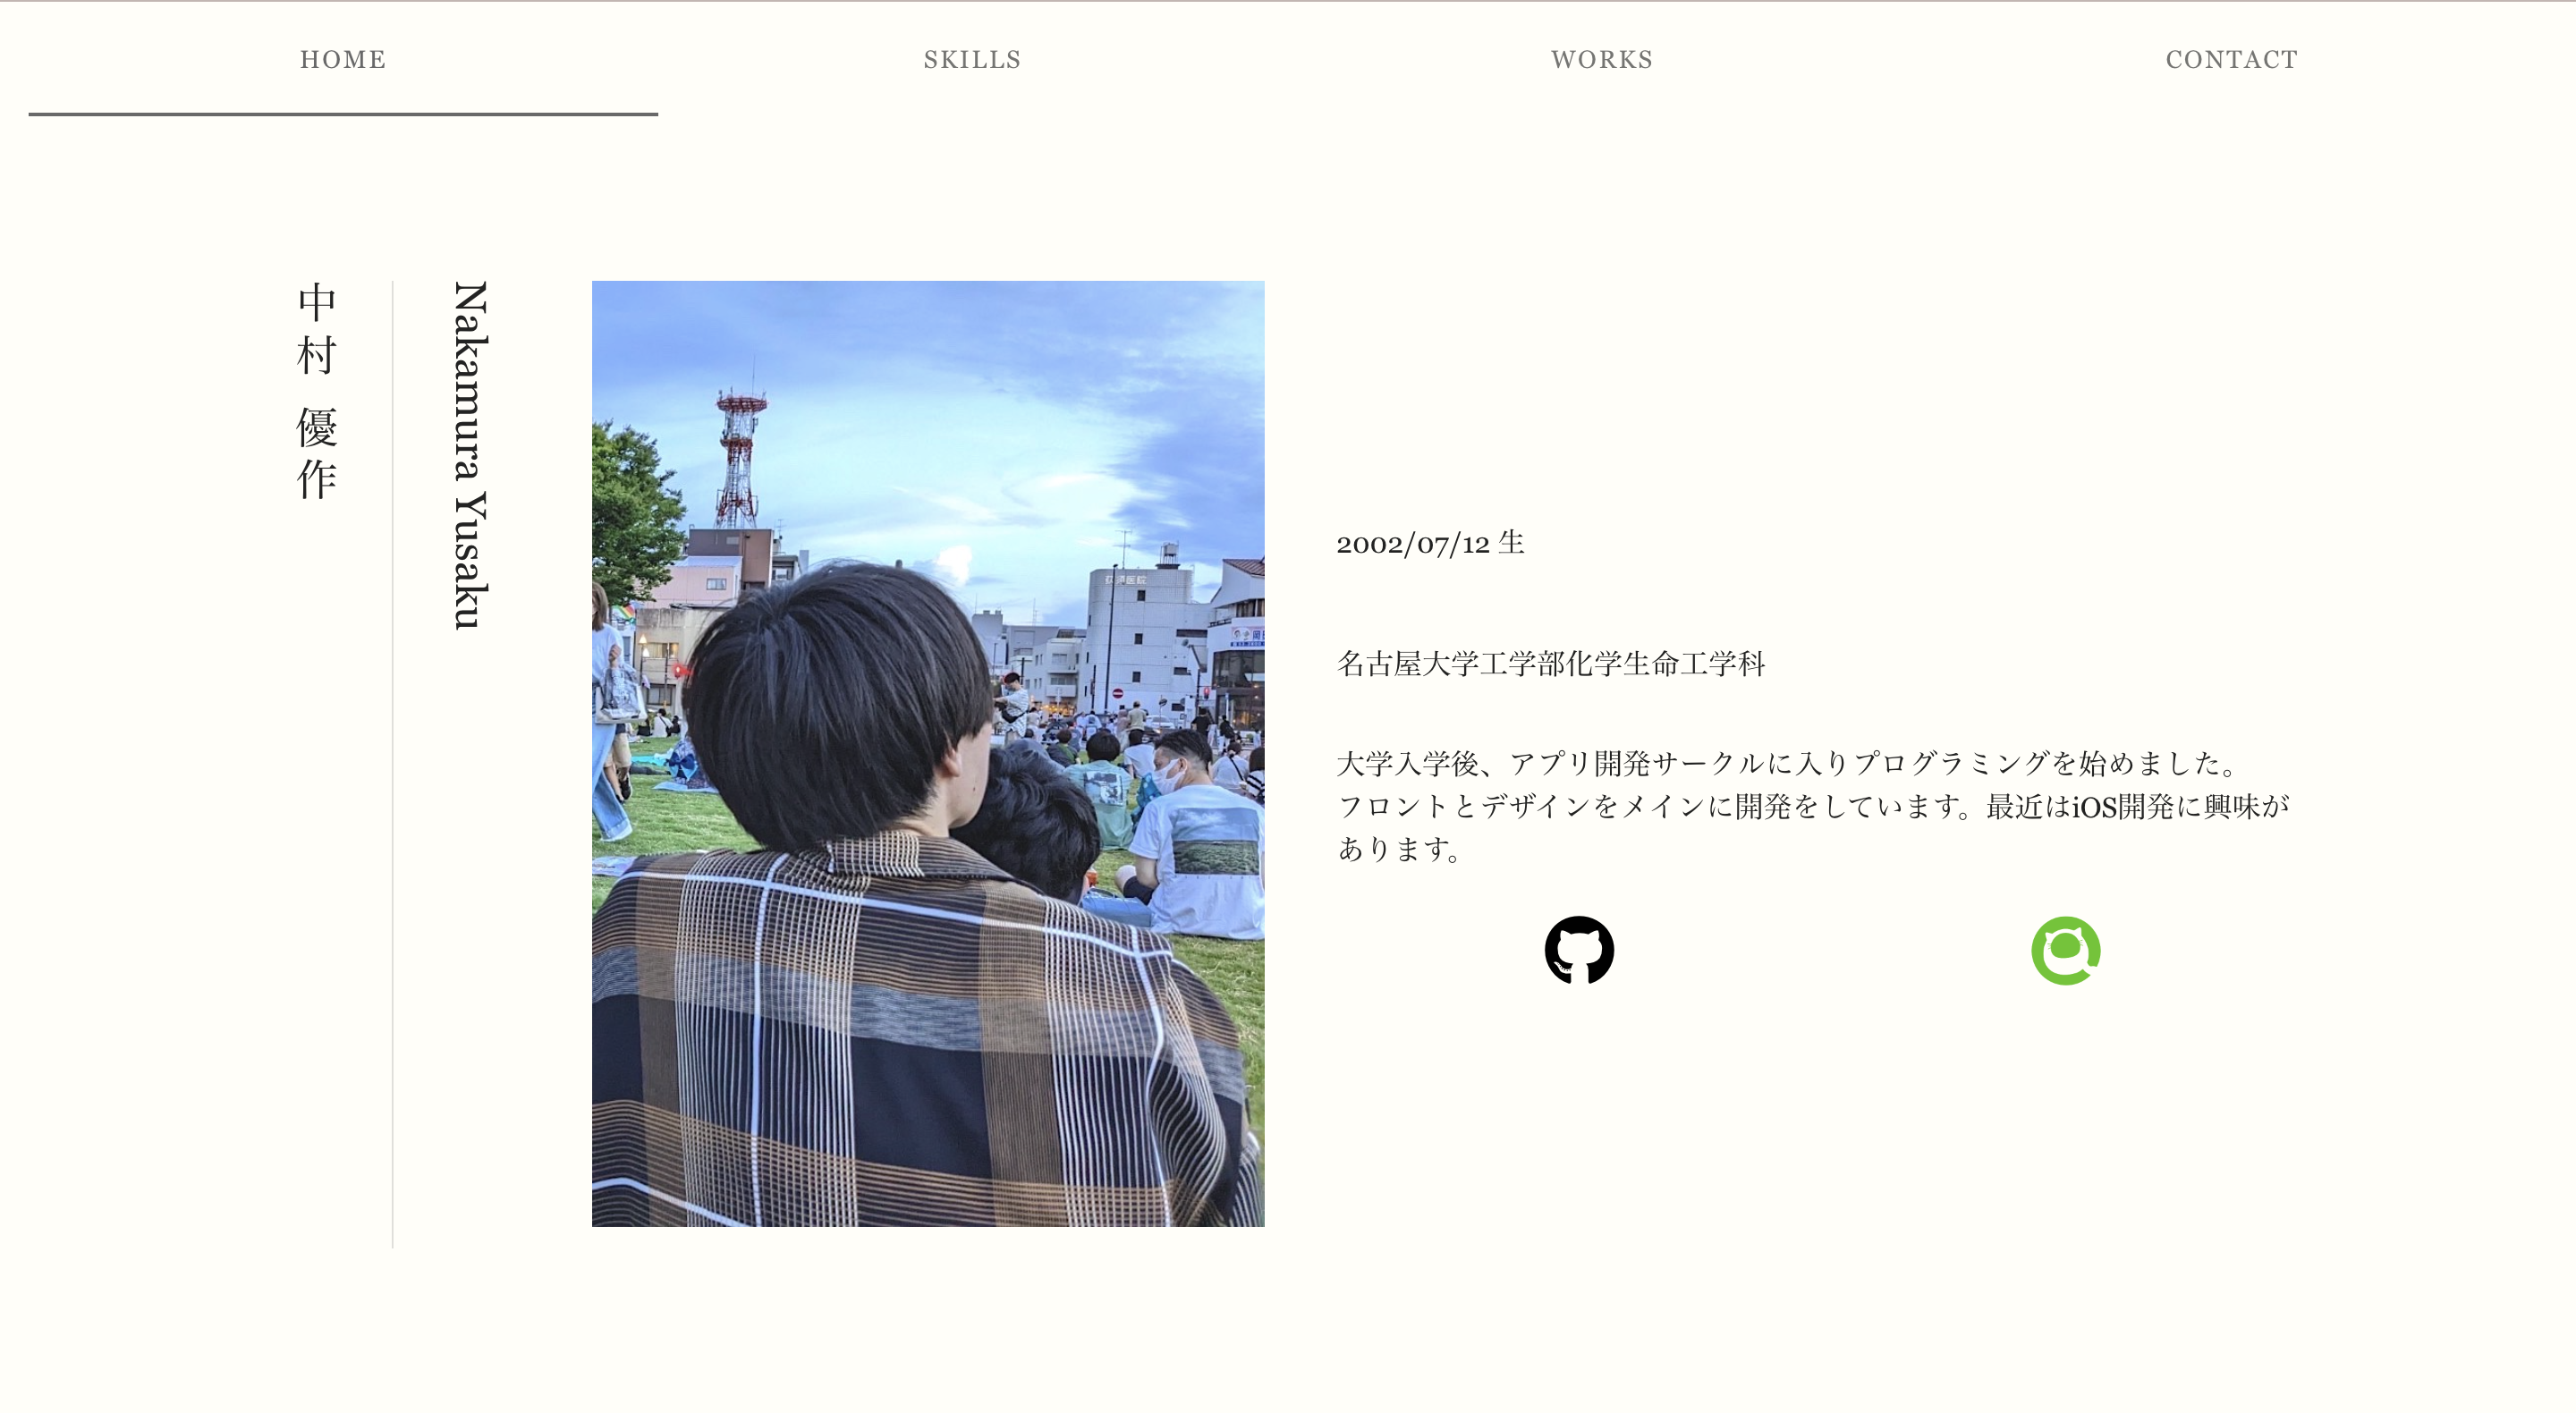 HOME
SKILLS
WORKS
CONTACT
中村 優作
Nakamura Yusaku
2002/07/12 生
名古屋大学工学部化学生命工学科
大学入学後、アプリ開発サークルに入りプログラミングを始めました。
フロントとデザインをメインに開発をしています。最近はiOS開発に興味が
あります。